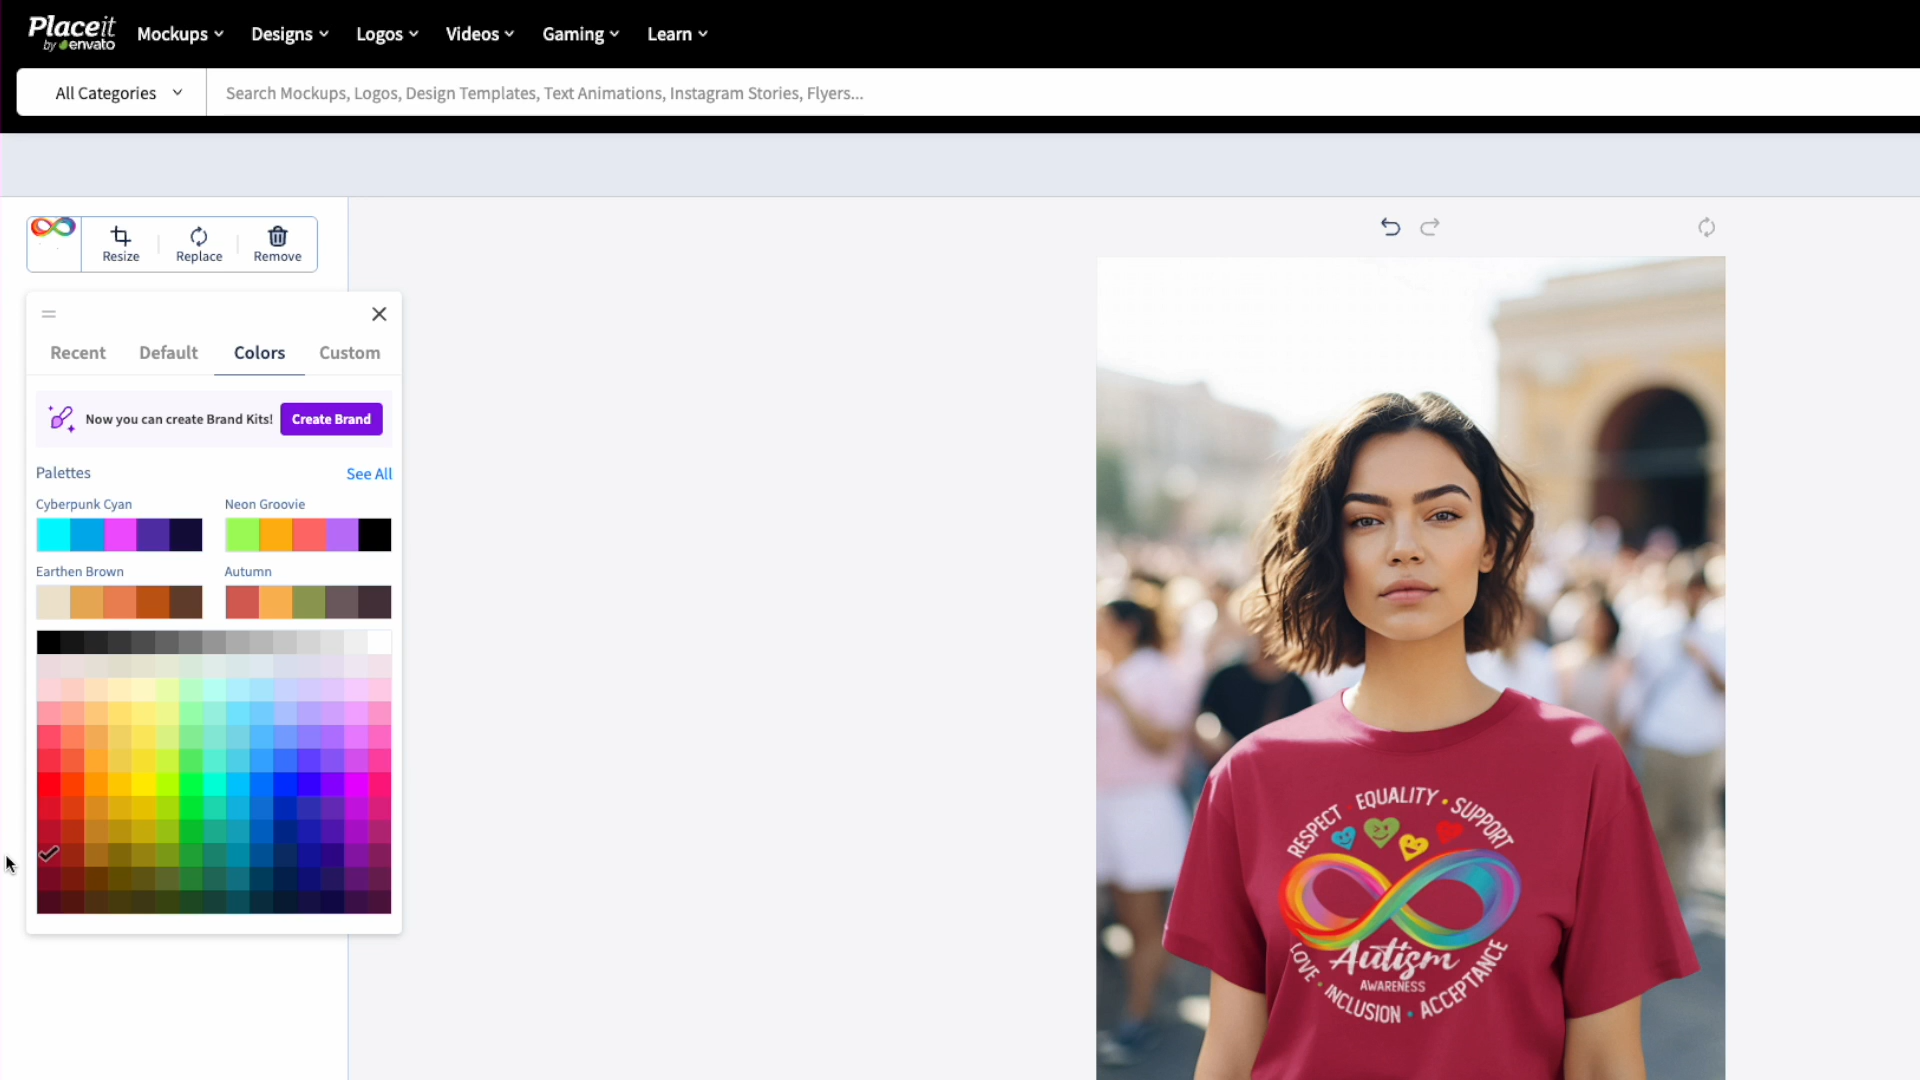 Placeit
by envato
Mockups
Designs
Logos
Videos
Gaming
Learn
All Categories
Search Mockups, Logos, Design Templates, Text Animations, Instagram Stories, Flyers...
Resize
Replace
Remove
Recent
Default
Colors
Custom
Now you can create Brand Kits!
Create Brand
Palettes
See All
Cyberpunk Cyan
Neon Groovie
Earthen Brown
Autumn
RESPECT • EQUALITY • SUPPORT
Autism
AWARENESS
LOVE • INCLUSION • ACCEPTANCE